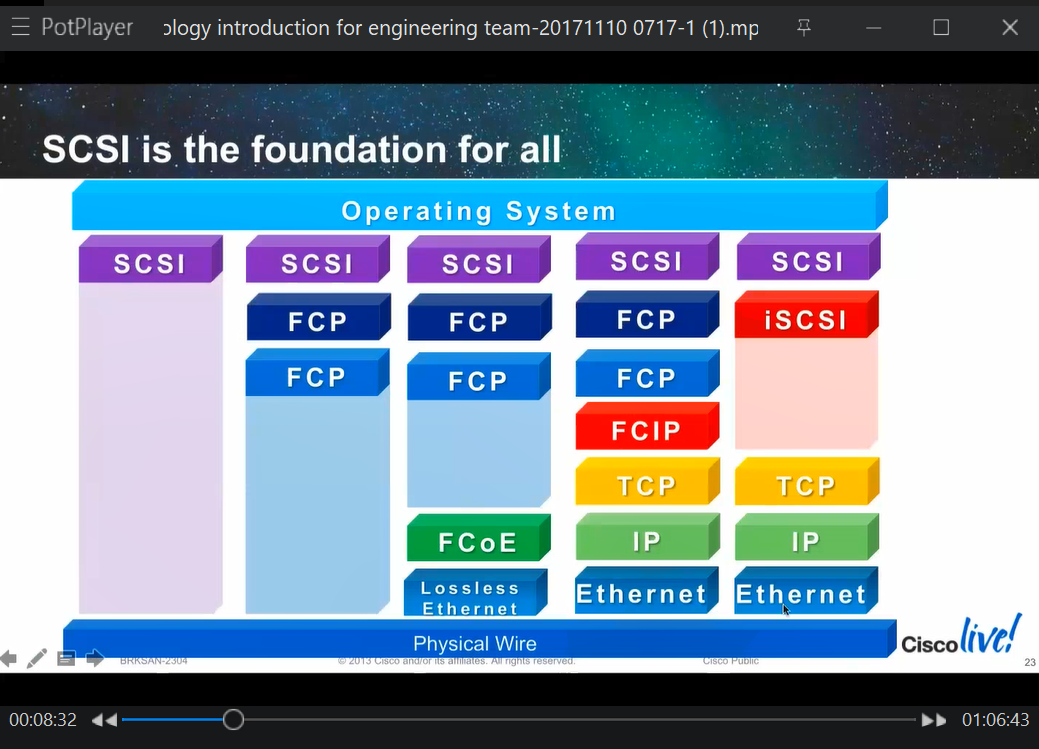 PotPlayer
ology introduction for engineering team-20171110 0717-1 (1).mp
SCSI is the foundation for all
Operating System
SCSI SCSI SCSI SCSI SCSI
FCP FCP FCP iSCSI
FCP FCP FCP
FCIP
TCP TCP
FCoE IP IP
Lossless
Ethernet Ethernet Ethernet
Physical Wire
Cisco live!
BRKSAN-2304 © 2013 Cisco and/or its affiliates. All rights reserved. Cisco Public 23
00:08:32 01:06:43